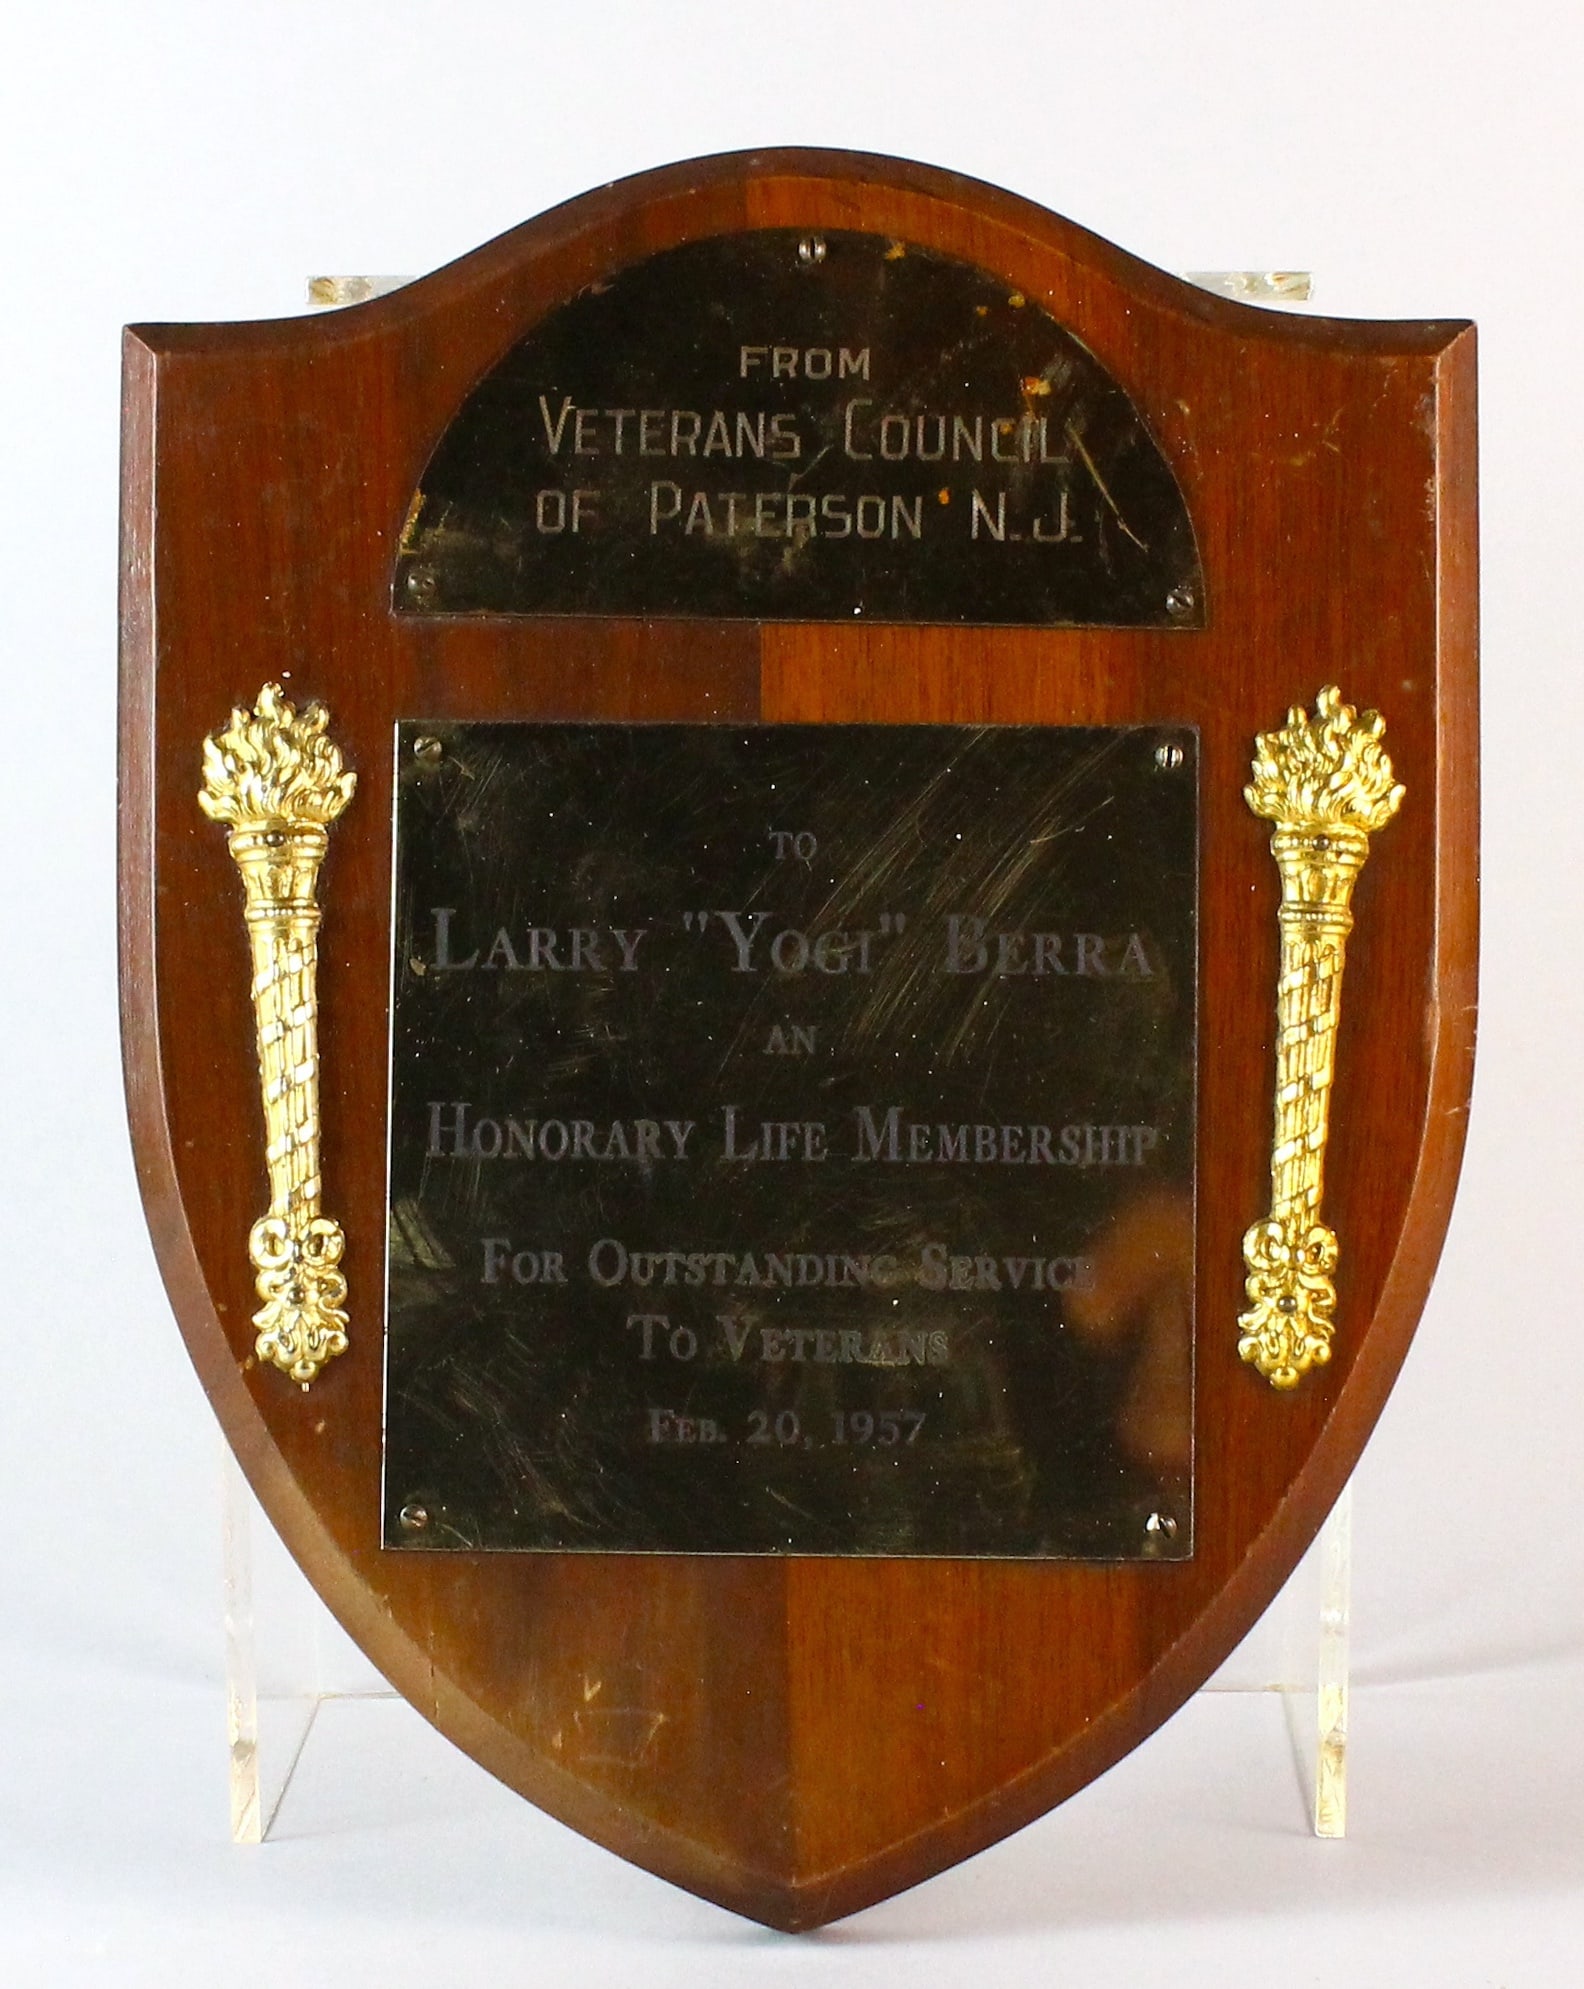 FROM
VETERANS COUNCIL
OF PATERSON N.J.
TO
LARRY "YOGI" BERRA
AN
HONORARY LIFE MEMBERSHIP
FOR OUTSTANDING SERVICE
TO VETERANS
FEB. 20, 1957